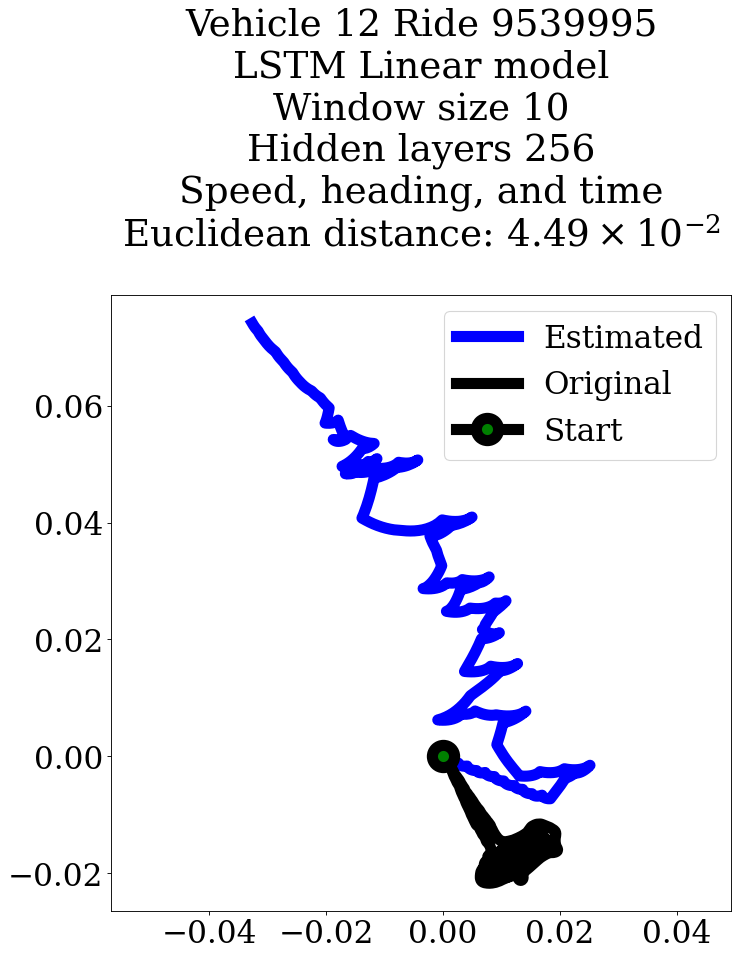 Vehicle 12 Ride 9539995
LSTM Linear model
Window size 10
Hidden layers 256
Speed, heading, and time
Euclidean distance: 4.49 × 10⁻²
Estimated
Original
Start
0.06
0.04
0.02
0.00
−0.02
−0.04 −0.02 0.00 0.02 0.04